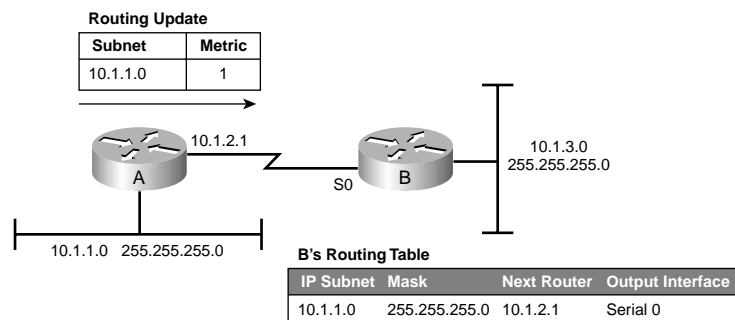 Routing Update
Subnet Metric
10.1.1.0 1
10.1.2.1
A
S0
B
10.1.3.0
255.255.255.0
10.1.1.0 255.255.255.0
B's Routing Table
IP Subnet Mask Next Router Output Interface
10.1.1.0 255.255.255.0 10.1.2.1 Serial 0